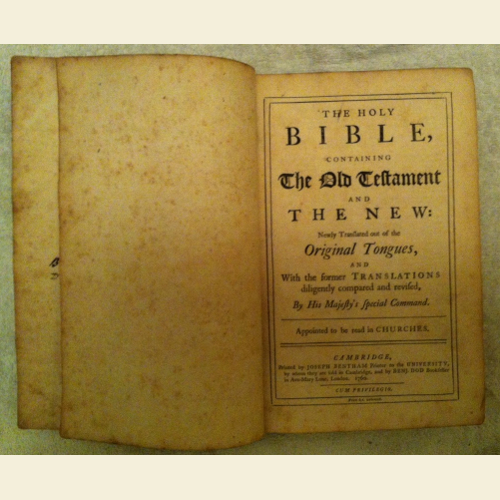 THE HOLY
BIBLE,
CONTAINING
The Old Teſtament
AND
THE NEW:
Newly Tranſlated out of the
Original Tongues,
AND
With the former TRANSLATIONS
diligently compared and reviſed,
By His Majeſty's ſpecial Command.
Appointed to be read in CHURCHES.
CAMBRIDGE,
Printed by JOSEPH BENTHAM Printer to the UNIVERSITY,
by whom they are ſold in Cambridge, and by BENJ. DOD Bookſeller
in Ave-Mary Lane, London.
CUM PRIVILEGIO.